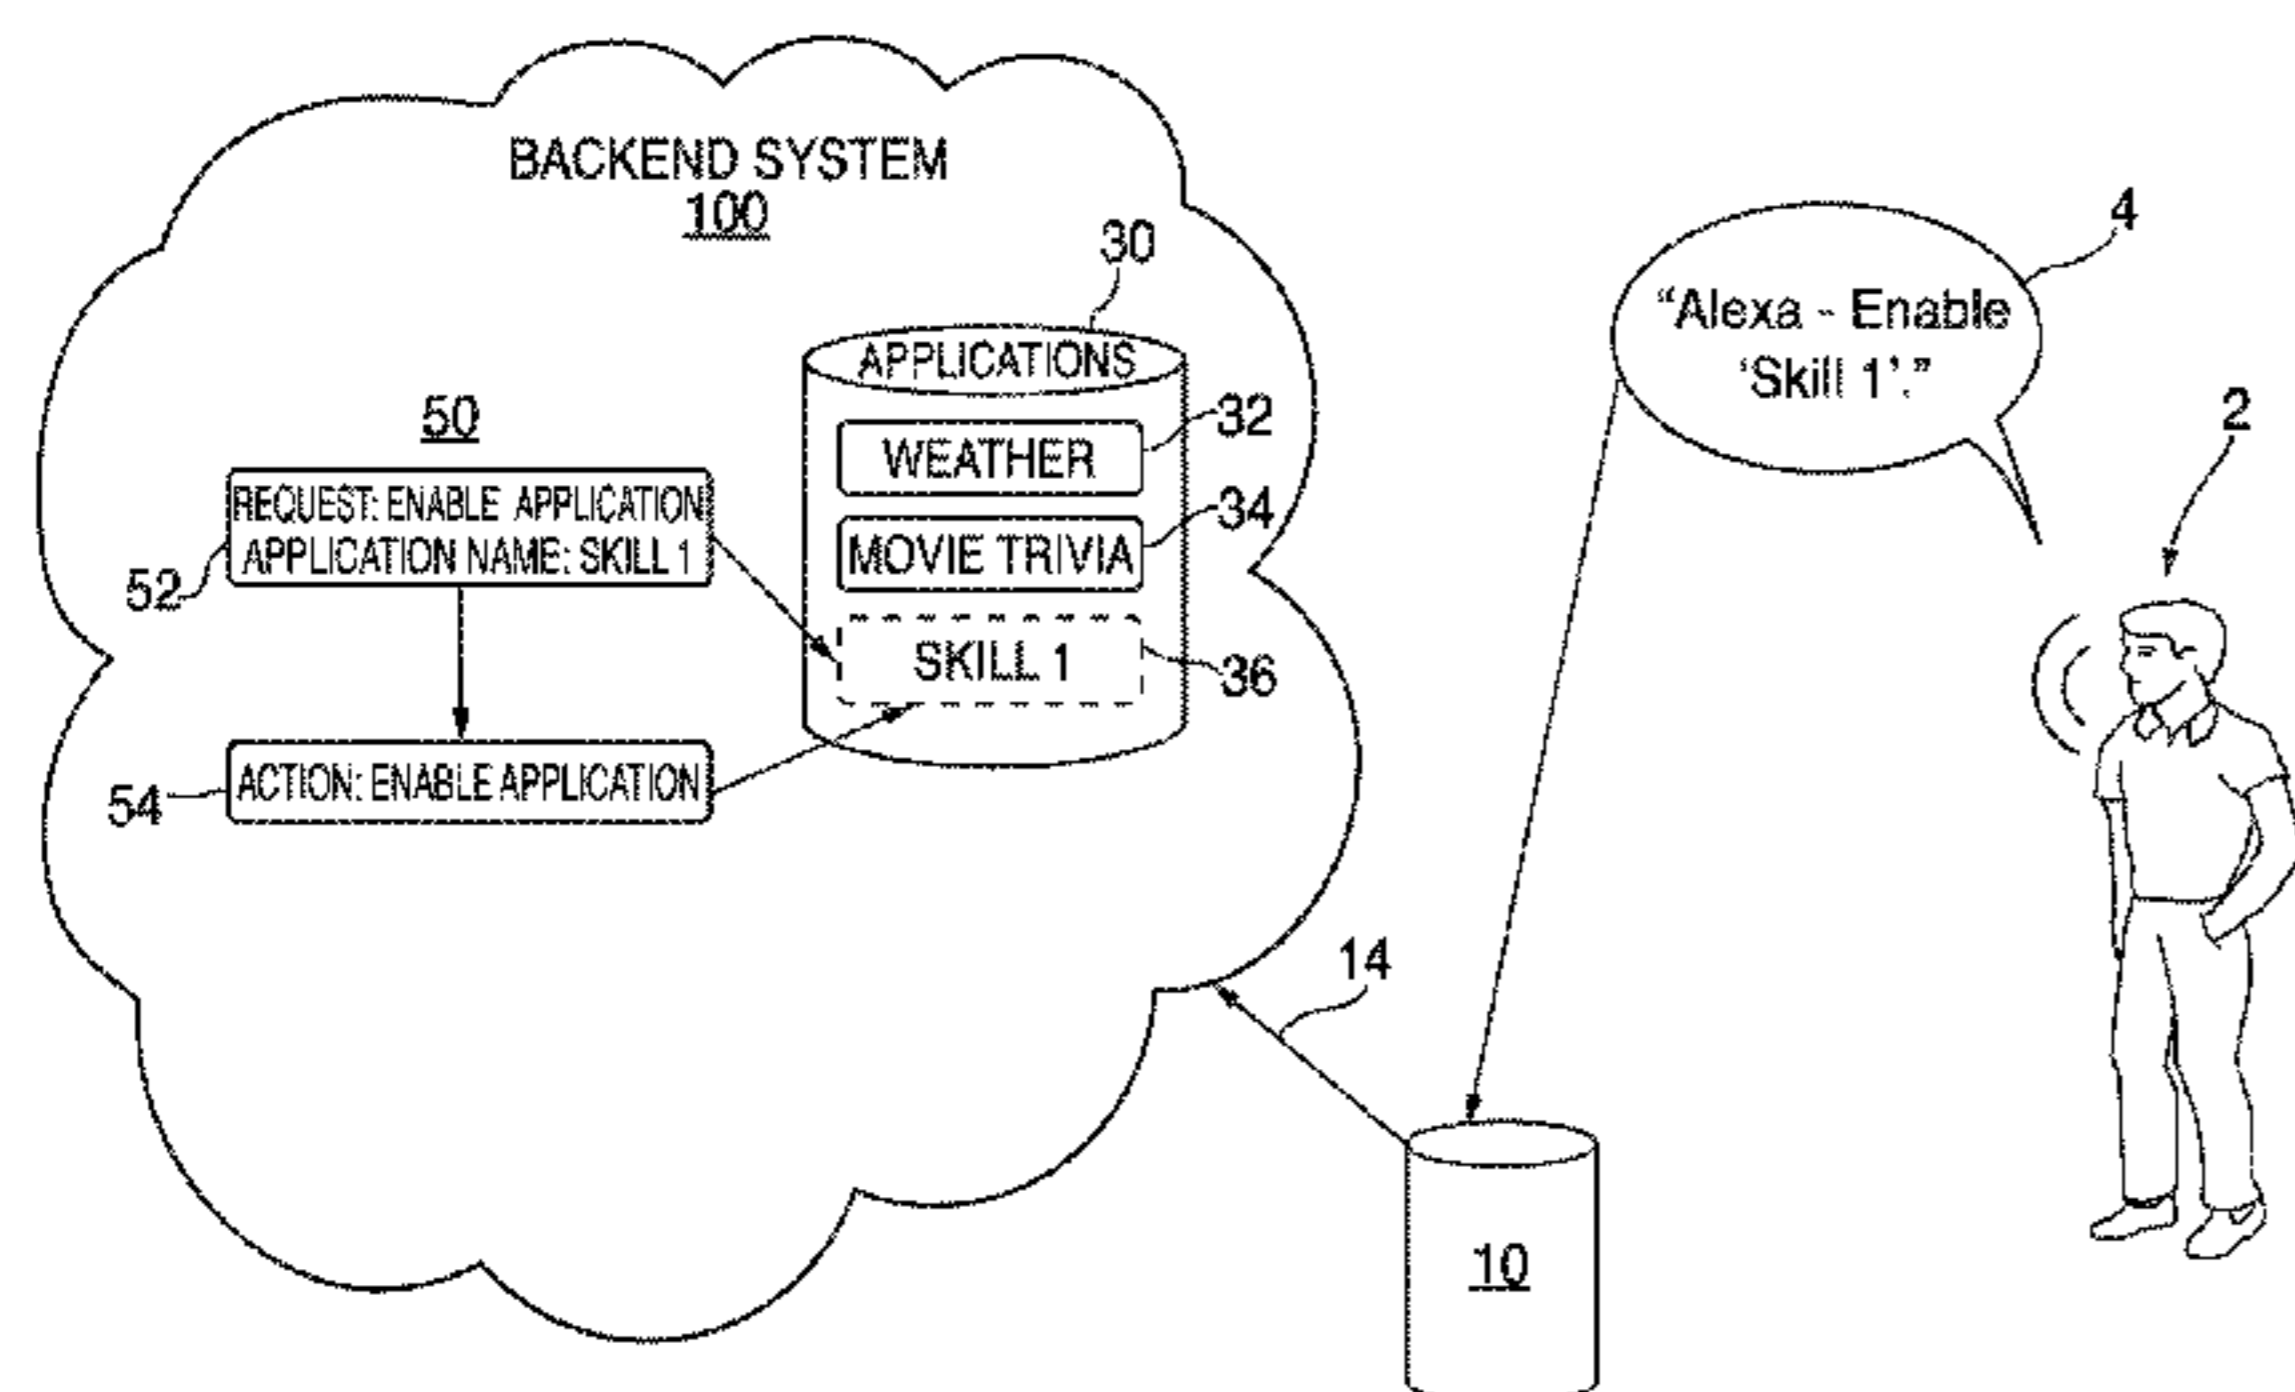 BACKEND SYSTEM
100
30
APPLICATIONS
50
WEATHER
32
REQUEST: ENABLE APPLICATION
APPLICATION NAME: SKILL 1
52
MOVIE TRIVIA
34
SKILL 1
36
ACTION: ENABLE APPLICATION
54
4
“Alexa - Enable
‘Skill 1’.”
2
14
10